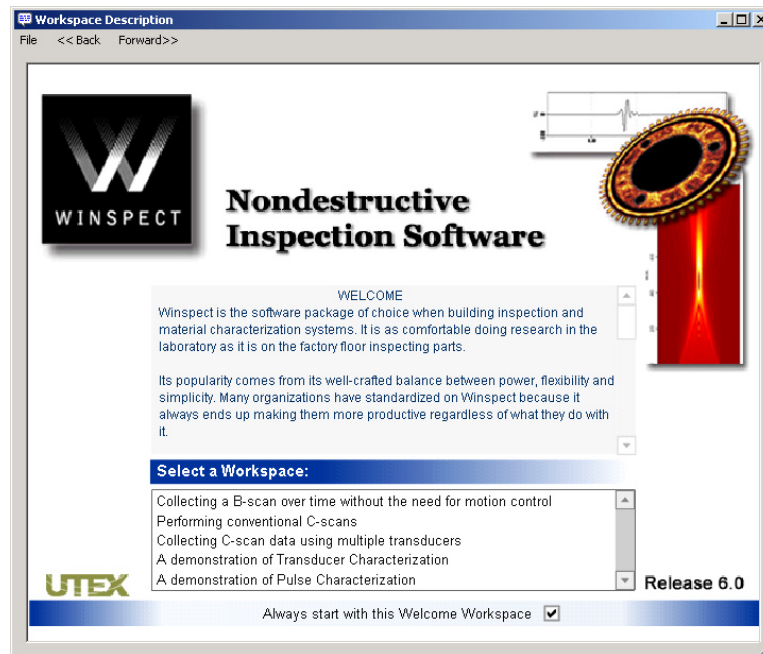 Workspace Description
File << Back Forward>>
WINSPECT
Nondestructive
Inspection Software
WELCOME
Winspect is the software package of choice when building inspection and
material characterization systems. It is as comfortable doing research in the
laboratory as it is on the factory floor inspecting parts.
Its popularity comes from its well-crafted balance between power, flexibility and
simplicity. Many organizations have standardized on Winspect because it
always ends up making them more productive regardless of what they do with
it.
Select a Workspace:
Collecting a B-scan over time without the need for motion control
Performing conventional C-scans
Collecting C-scan data using multiple transducers
A demonstration of Transducer Characterization
A demonstration of Pulse Characterization
UTEX
Release 6.0
Always start with this Welcome Workspace